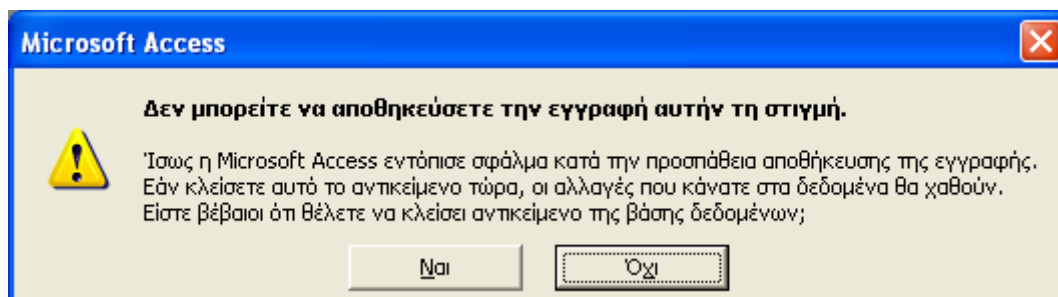 Microsoft Access
Δεν μπορείτε να αποθηκεύσετε την εγγραφή αυτήν τη στιγμή.
Ίσως η Microsoft Access εντόπισε σφάλμα κατά την προσπάθεια αποθήκευσης της εγγραφής.
Εάν κλείσετε αυτό το αντικείμενο τώρα, οι αλλαγές που κάνατε στα δεδομένα θα χαθούν.
Είστε βέβαιοι ότι θέλετε να κλείσει αντικείμενο της βάσης δεδομένων;
Ναι Όχι